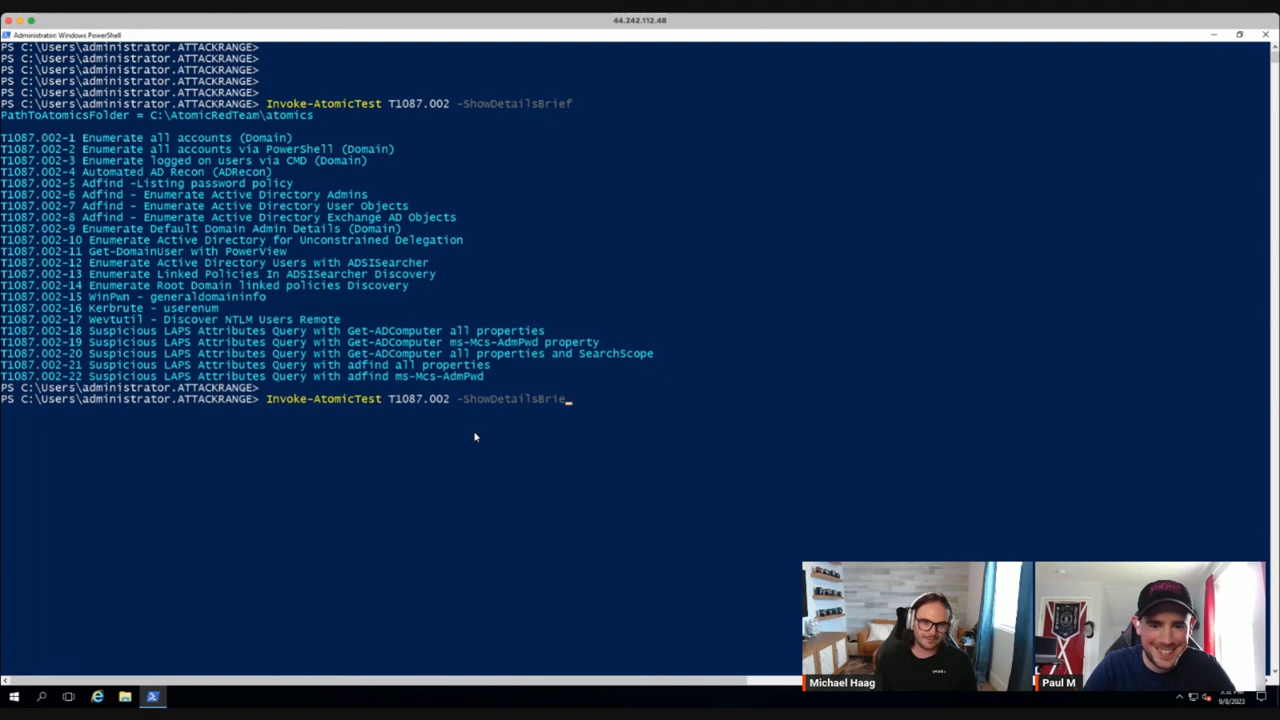 44.242.112.48
Administrator: Windows PowerShell
PS C:\Users\administrator.ATTACKRANGE>
PS C:\Users\administrator.ATTACKRANGE>
PS C:\Users\administrator.ATTACKRANGE>
PS C:\Users\administrator.ATTACKRANGE>
PS C:\Users\administrator.ATTACKRANGE>
PS C:\Users\administrator.ATTACKRANGE> Invoke-AtomicTest T1087.002 -ShowDetailsBrief
PathToAtomicsFolder = C:\AtomicRedTeam\atomics
T1087.002-1 Enumerate all accounts (Domain)
T1087.002-2 Enumerate all accounts via PowerShell (Domain)
T1087.002-3 Enumerate logged on users via CMD (Domain)
T1087.002-4 Automated AD Recon (ADRecon)
T1087.002-5 Adfind -Listing password policy
T1087.002-6 Adfind - Enumerate Active Directory Admins
T1087.002-7 Adfind - Enumerate Active Directory User Objects
T1087.002-8 Adfind - Enumerate Active Directory Exchange AD Objects
T1087.002-9 Enumerate Default Domain Admin Details (Domain)
T1087.002-10 Enumerate Active Directory for Unconstrained Delegation
T1087.002-11 Get-DomainUser with PowerView
T1087.002-12 Enumerate Active Directory Users with ADSISearcher
T1087.002-13 Enumerate Linked Policies In ADSISearcher Discovery
T1087.002-14 Enumerate Root Domain linked policies Discovery
T1087.002-15 WinPwn - generaldomaininfo
T1087.002-16 Kerbrute - userenum
T1087.002-17 Wevtutil - Discover NTLM Users Remote
T1087.002-18 Suspicious LAPS Attributes Query with Get-ADComputer all properties
T1087.002-19 Suspicious LAPS Attributes Query with Get-ADComputer ms-Mcs-AdmPwd property
T1087.002-20 Suspicious LAPS Attributes Query with Get-ADComputer all properties and SearchScope
T1087.002-21 Suspicious LAPS Attributes Query with adfind all properties
T1087.002-22 Suspicious LAPS Attributes Query with adfind ms-Mcs-AdmPwd
PS C:\Users\administrator.ATTACKRANGE>
PS C:\Users\administrator.ATTACKRANGE> Invoke-AtomicTest T1087.002 -ShowDetailsBrie_
Michael Haag
Paul M
9/8/2023